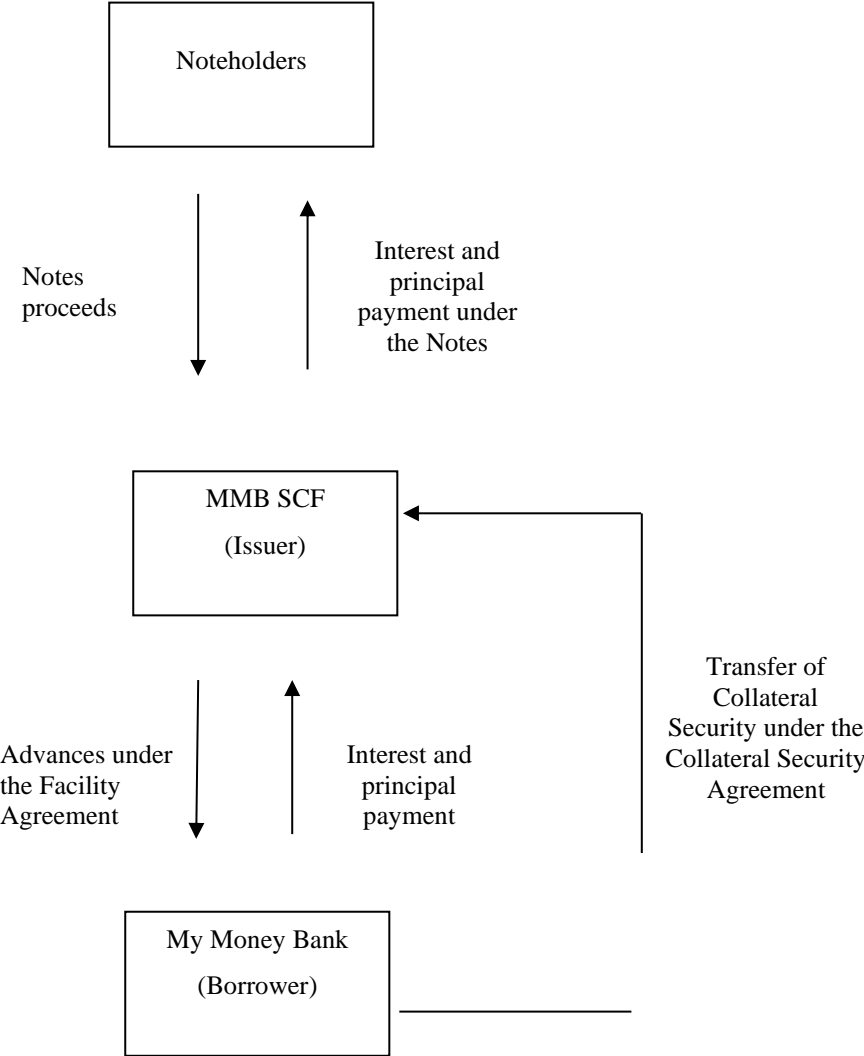 Noteholders
Notes
proceeds
Interest and
principal
payment under
the Notes
MMB SCF
(Issuer)
Transfer of
Collateral
Security under the
Collateral Security
Agreement
Advances under
the Facility
Agreement
Interest and
principal
payment
My Money Bank
(Borrower)